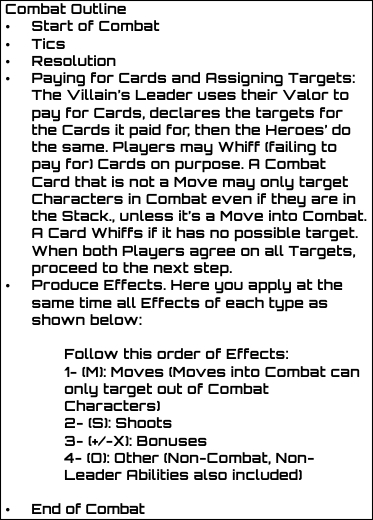 Combat Outline
• Start of Combat
• Tics
• Resolution
• Paying for Cards and Assigning Targets:
The Villain's Leader uses their Valor to
pay for Cards, declares the targets for
the Cards it paid for, then the Heroes' do
the same. Players may Whiff (failing to
pay for) Cards on purpose. A Combat
Card that is not a Move may only target
Characters in Combat even if they are in
the Stack., unless it's a Move into Combat.
A Card Whiffs if it has no possible target.
When both Players agree on all Targets,
proceed to the next step.
• Produce Effects. Here you apply at the
same time all Effects of each type as
shown below:
Follow this order of Effects:
1- (M): Moves (Moves into Combat can
only target out of Combat
Characters)
2- (S): Shoots
3- (+/-X): Bonuses
4- (O): Other (Non-Combat, Non-
Leader Abilities also included)
• End of Combat